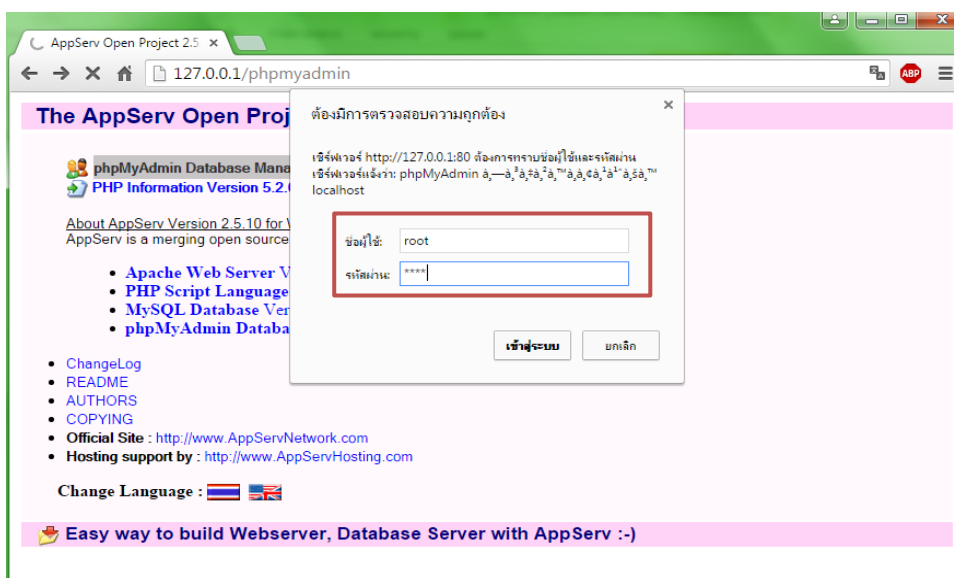 AppServ Open Project 2.5
127.0.0.1/phpmyadmin
ABP
The AppServ Open Proj
phpMyAdmin Database Mana
PHP Information Version 5.2.
About AppServ Version 2.5.10 for
AppServ is a merging open source
Apache Web Server V
PHP Script Language
MySQL Database Ver
phpMyAdmin Databa
ChangeLog
README
AUTHORS
COPYING
Official Site : http://www.AppServNetwork.com
Hosting support by : http://www.AppServHosting.com
Change Language :
Easy way to build Webserver, Database Server with AppServ :-)
ต้องมีการตรวจสอบความถูกต้อง
เซิร์ฟเวอร์ http://127.0.0.1:80 ต้องการทราบชื่อผู้ใช้และรหัสผ่าน
เซิร์ฟเวอร์แจ้งว่า: phpMyAdmin
localhost
ชื่อผู้ใช้: root
รหัสผ่าน: ****
เข้าสู่ระบบ ยกเลิก